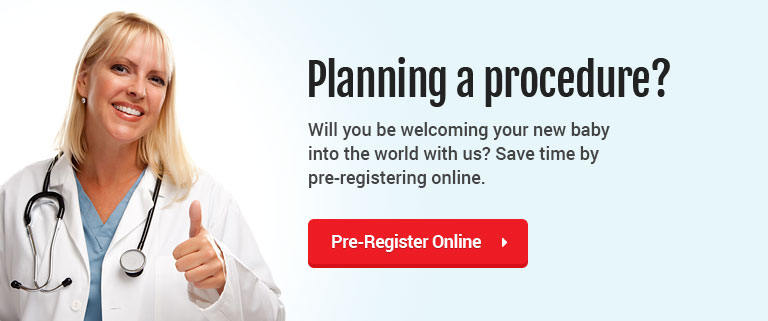 Planning a procedure?
Will you be welcoming your new baby
into the world with us? Save time by
pre-registering online.
Pre-Register Online